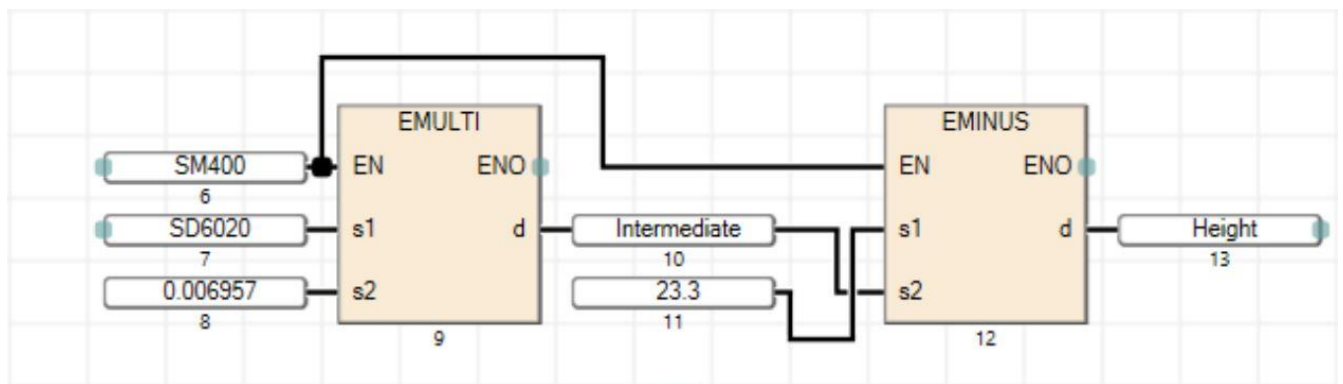 EMULTI
EMINUS
SM400
EN
ENO
EN
ENO
6
SD6020
s1
d
Intermediate
s1
d
Height
7
10
13
0.006957
s2
23.3
s2
8
9
11
12